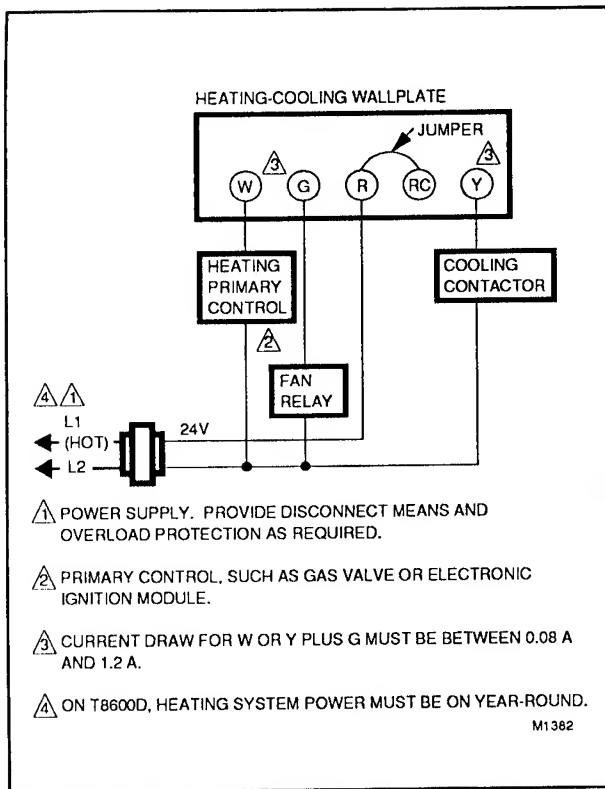 HEATING-COOLING WALLPLATE
JUMPER
3
3
W
G
R
RC
Y
HEATING
PRIMARY
CONTROL
COOLING
CONTACTOR
2
FAN
RELAY
4 1
L1
(HOT)
24V
L2
1 POWER SUPPLY. PROVIDE DISCONNECT MEANS AND
OVERLOAD PROTECTION AS REQUIRED.
2 PRIMARY CONTROL, SUCH AS GAS VALVE OR ELECTRONIC
IGNITION MODULE.
3 CURRENT DRAW FOR W OR Y PLUS G MUST BE BETWEEN 0.08 A
AND 1.2 A.
4 ON T8600D, HEATING SYSTEM POWER MUST BE ON YEAR-ROUND.
M1382